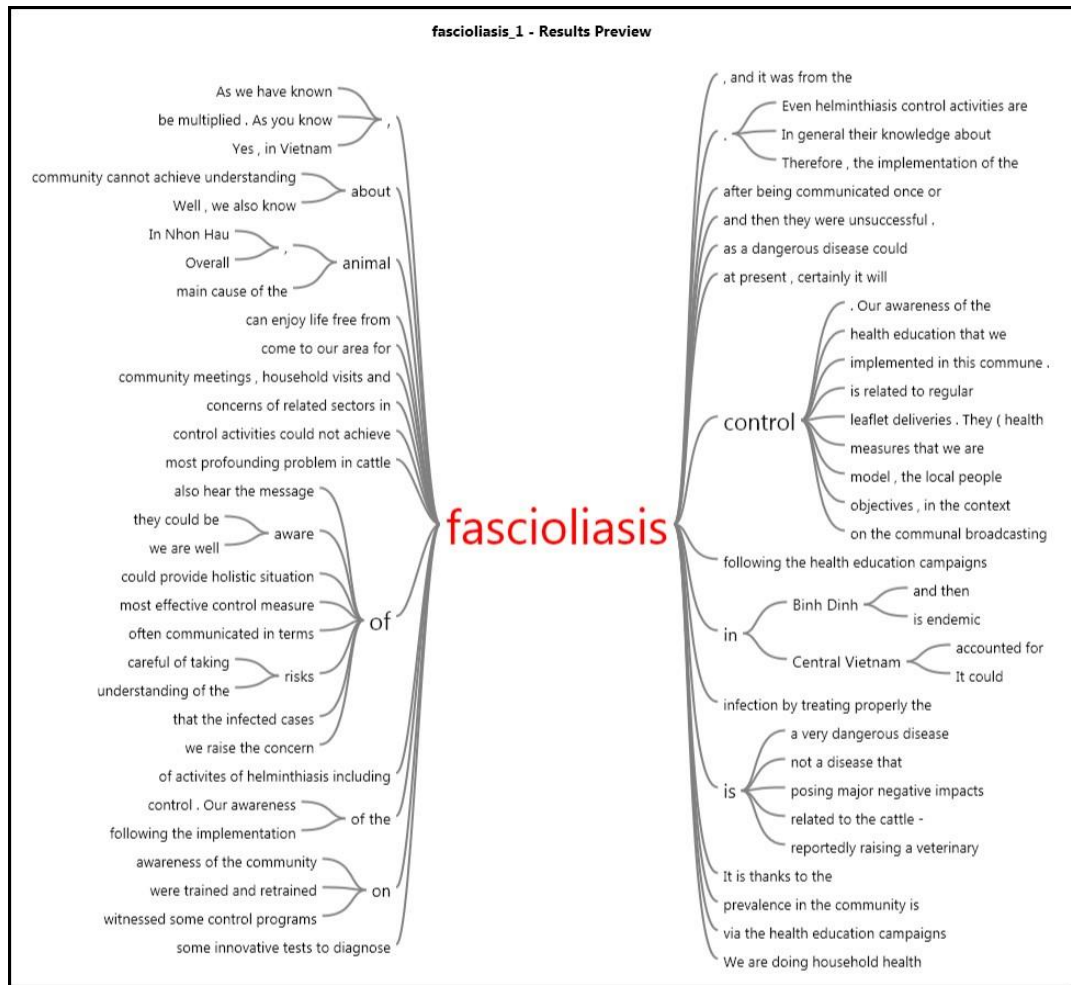 fascioliasis_1 - Results Preview
As we have known
be multiplied . As you know
Yes , in Vietnam
,
community cannot achieve understanding
Well , we also know
about
In Nhon Hau
Overall
,
main cause of the
animal
can enjoy life free from
come to our area for
community meetings , household visits and
concerns of related sectors in
control activities could not achieve
most profounding problem in cattle
also hear the message
they could be
we are well
aware
could provide holistic situation
most effective control measure
often communicated in terms
careful of taking
understanding of the
risks
that the infected cases
we raise the concern
of
of activites of helminthiasis including
control . Our awareness
following the implementation
of the
awareness of the community
were trained and retrained
witnessed some control programs
on
some innovative tests to diagnose
fascioliasis
, and it was from the
.
Even helminthiasis control activities are
In general their knowledge about
Therefore , the implementation of the
after being communicated once or
and then they were unsuccessful .
as a dangerous disease could
at present , certainly it will
control
. Our awareness of the
health education that we
implemented in this commune .
is related to regular
leaflet deliveries . They ( health
measures that we are
model , the local people
objectives , in the context
on the communal broadcasting
following the health education campaigns
in
Binh Dinh
and then
is endemic
Central Vietnam
accounted for
It could
infection by treating properly the
is
a very dangerous disease
not a disease that
posing major negative impacts
related to the cattle -
reportedly raising a veterinary
It is thanks to the
prevalence in the community is
via the health education campaigns
We are doing household health